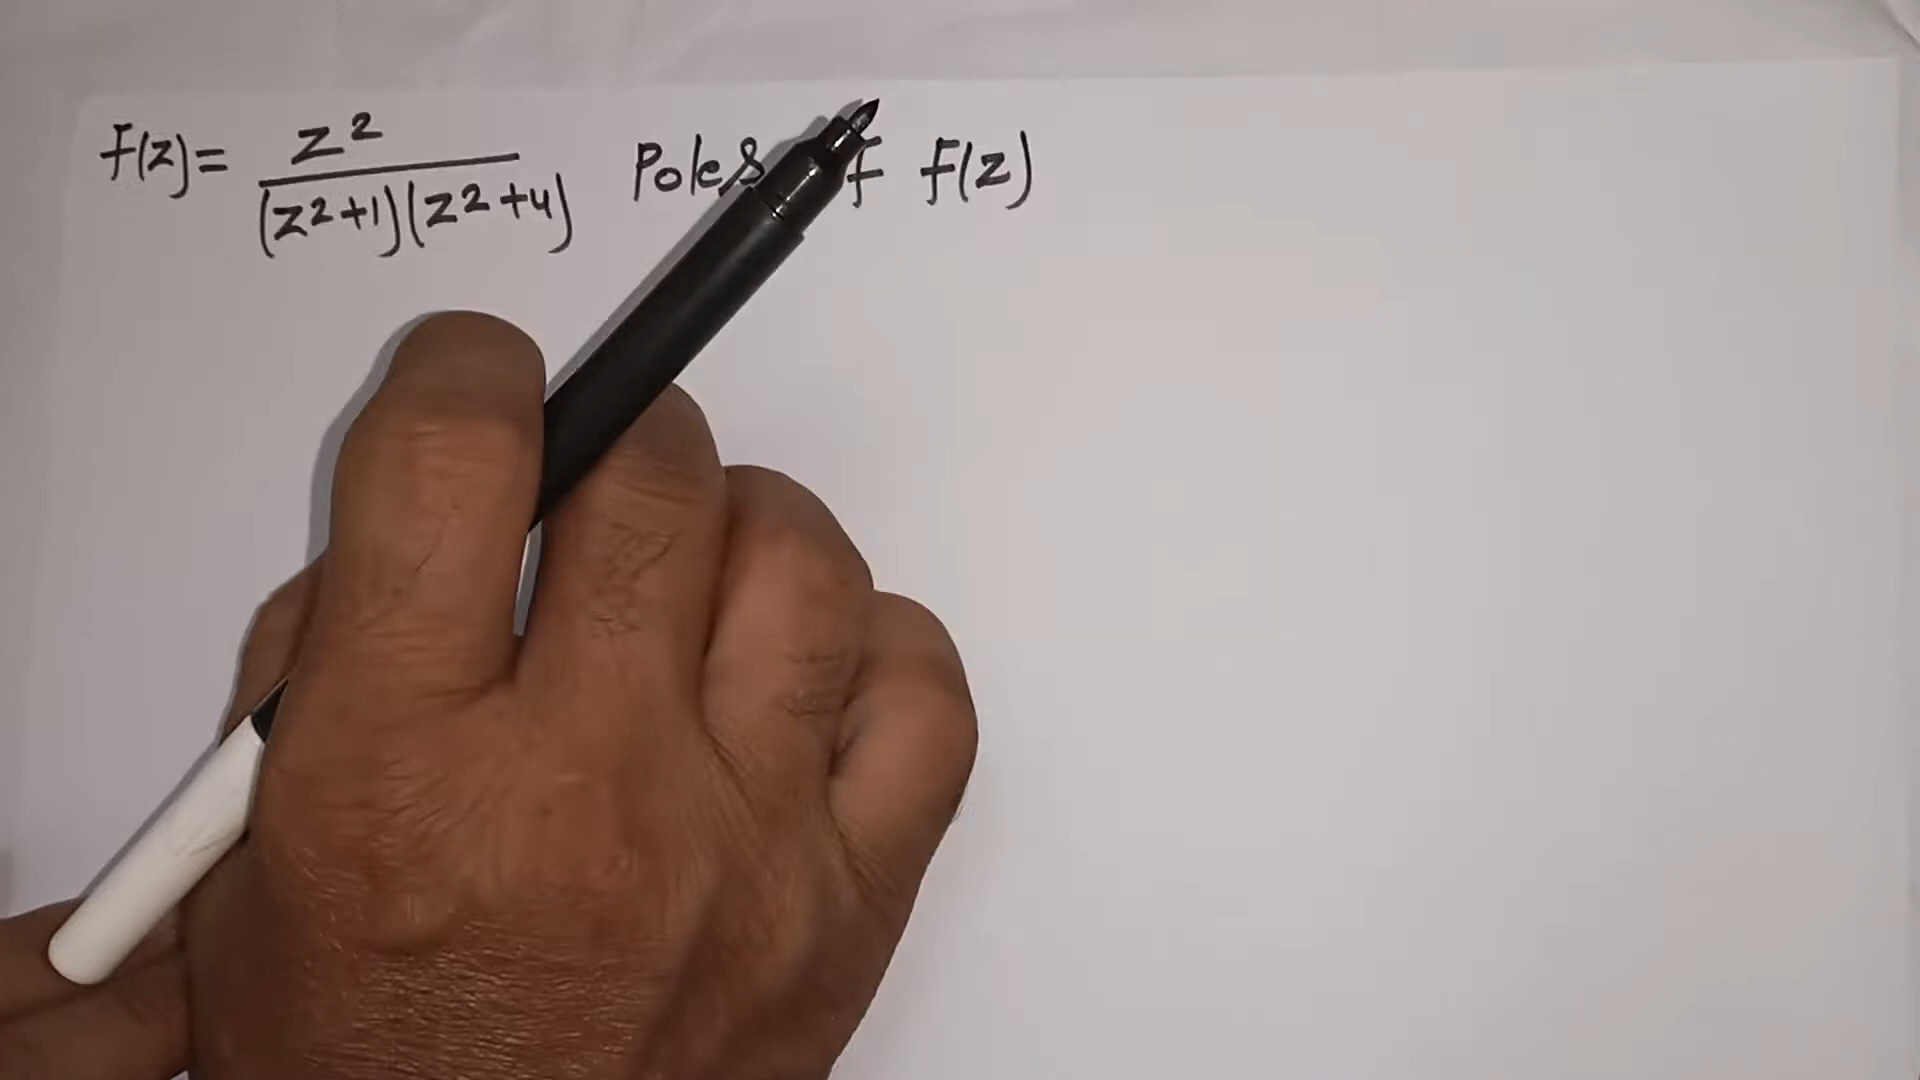 f(z) = z²/((z²+1)(z²+4)) Poles f f(z)